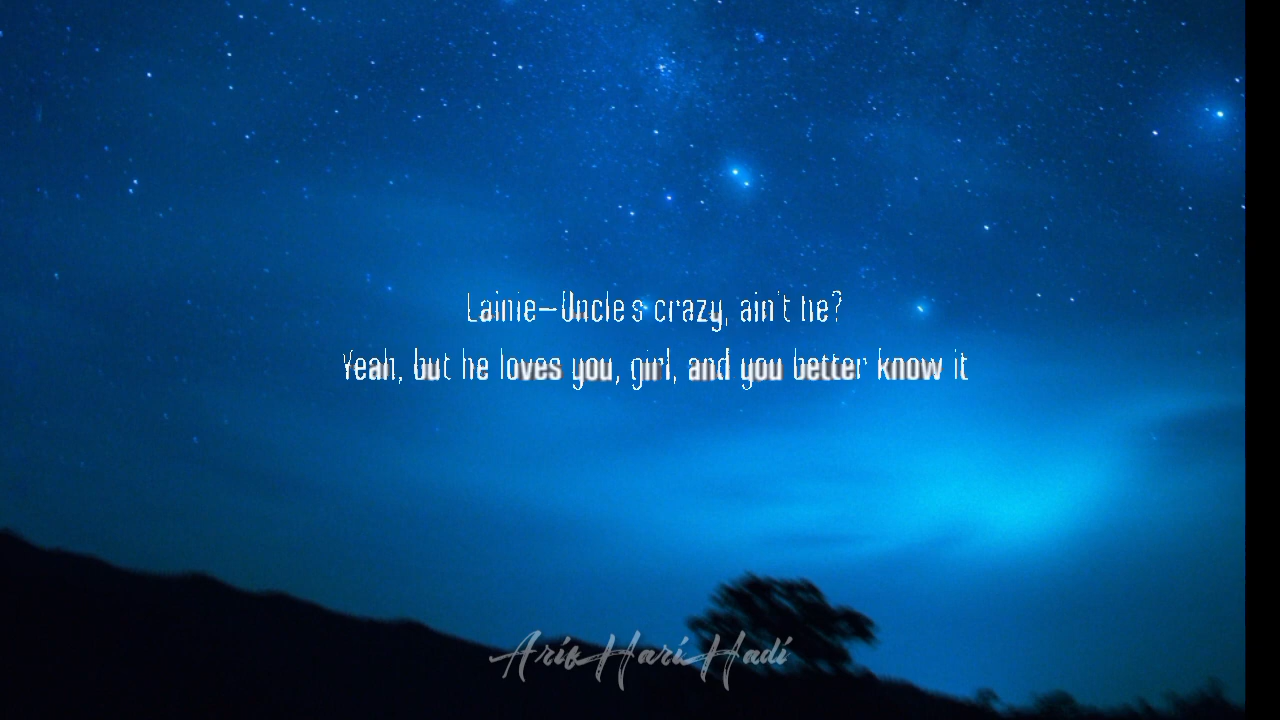 Lainie—Uncle's crazy, ain't he?
Yeah, but he loves you, girl, and you better know it
Aris Hari Hadi